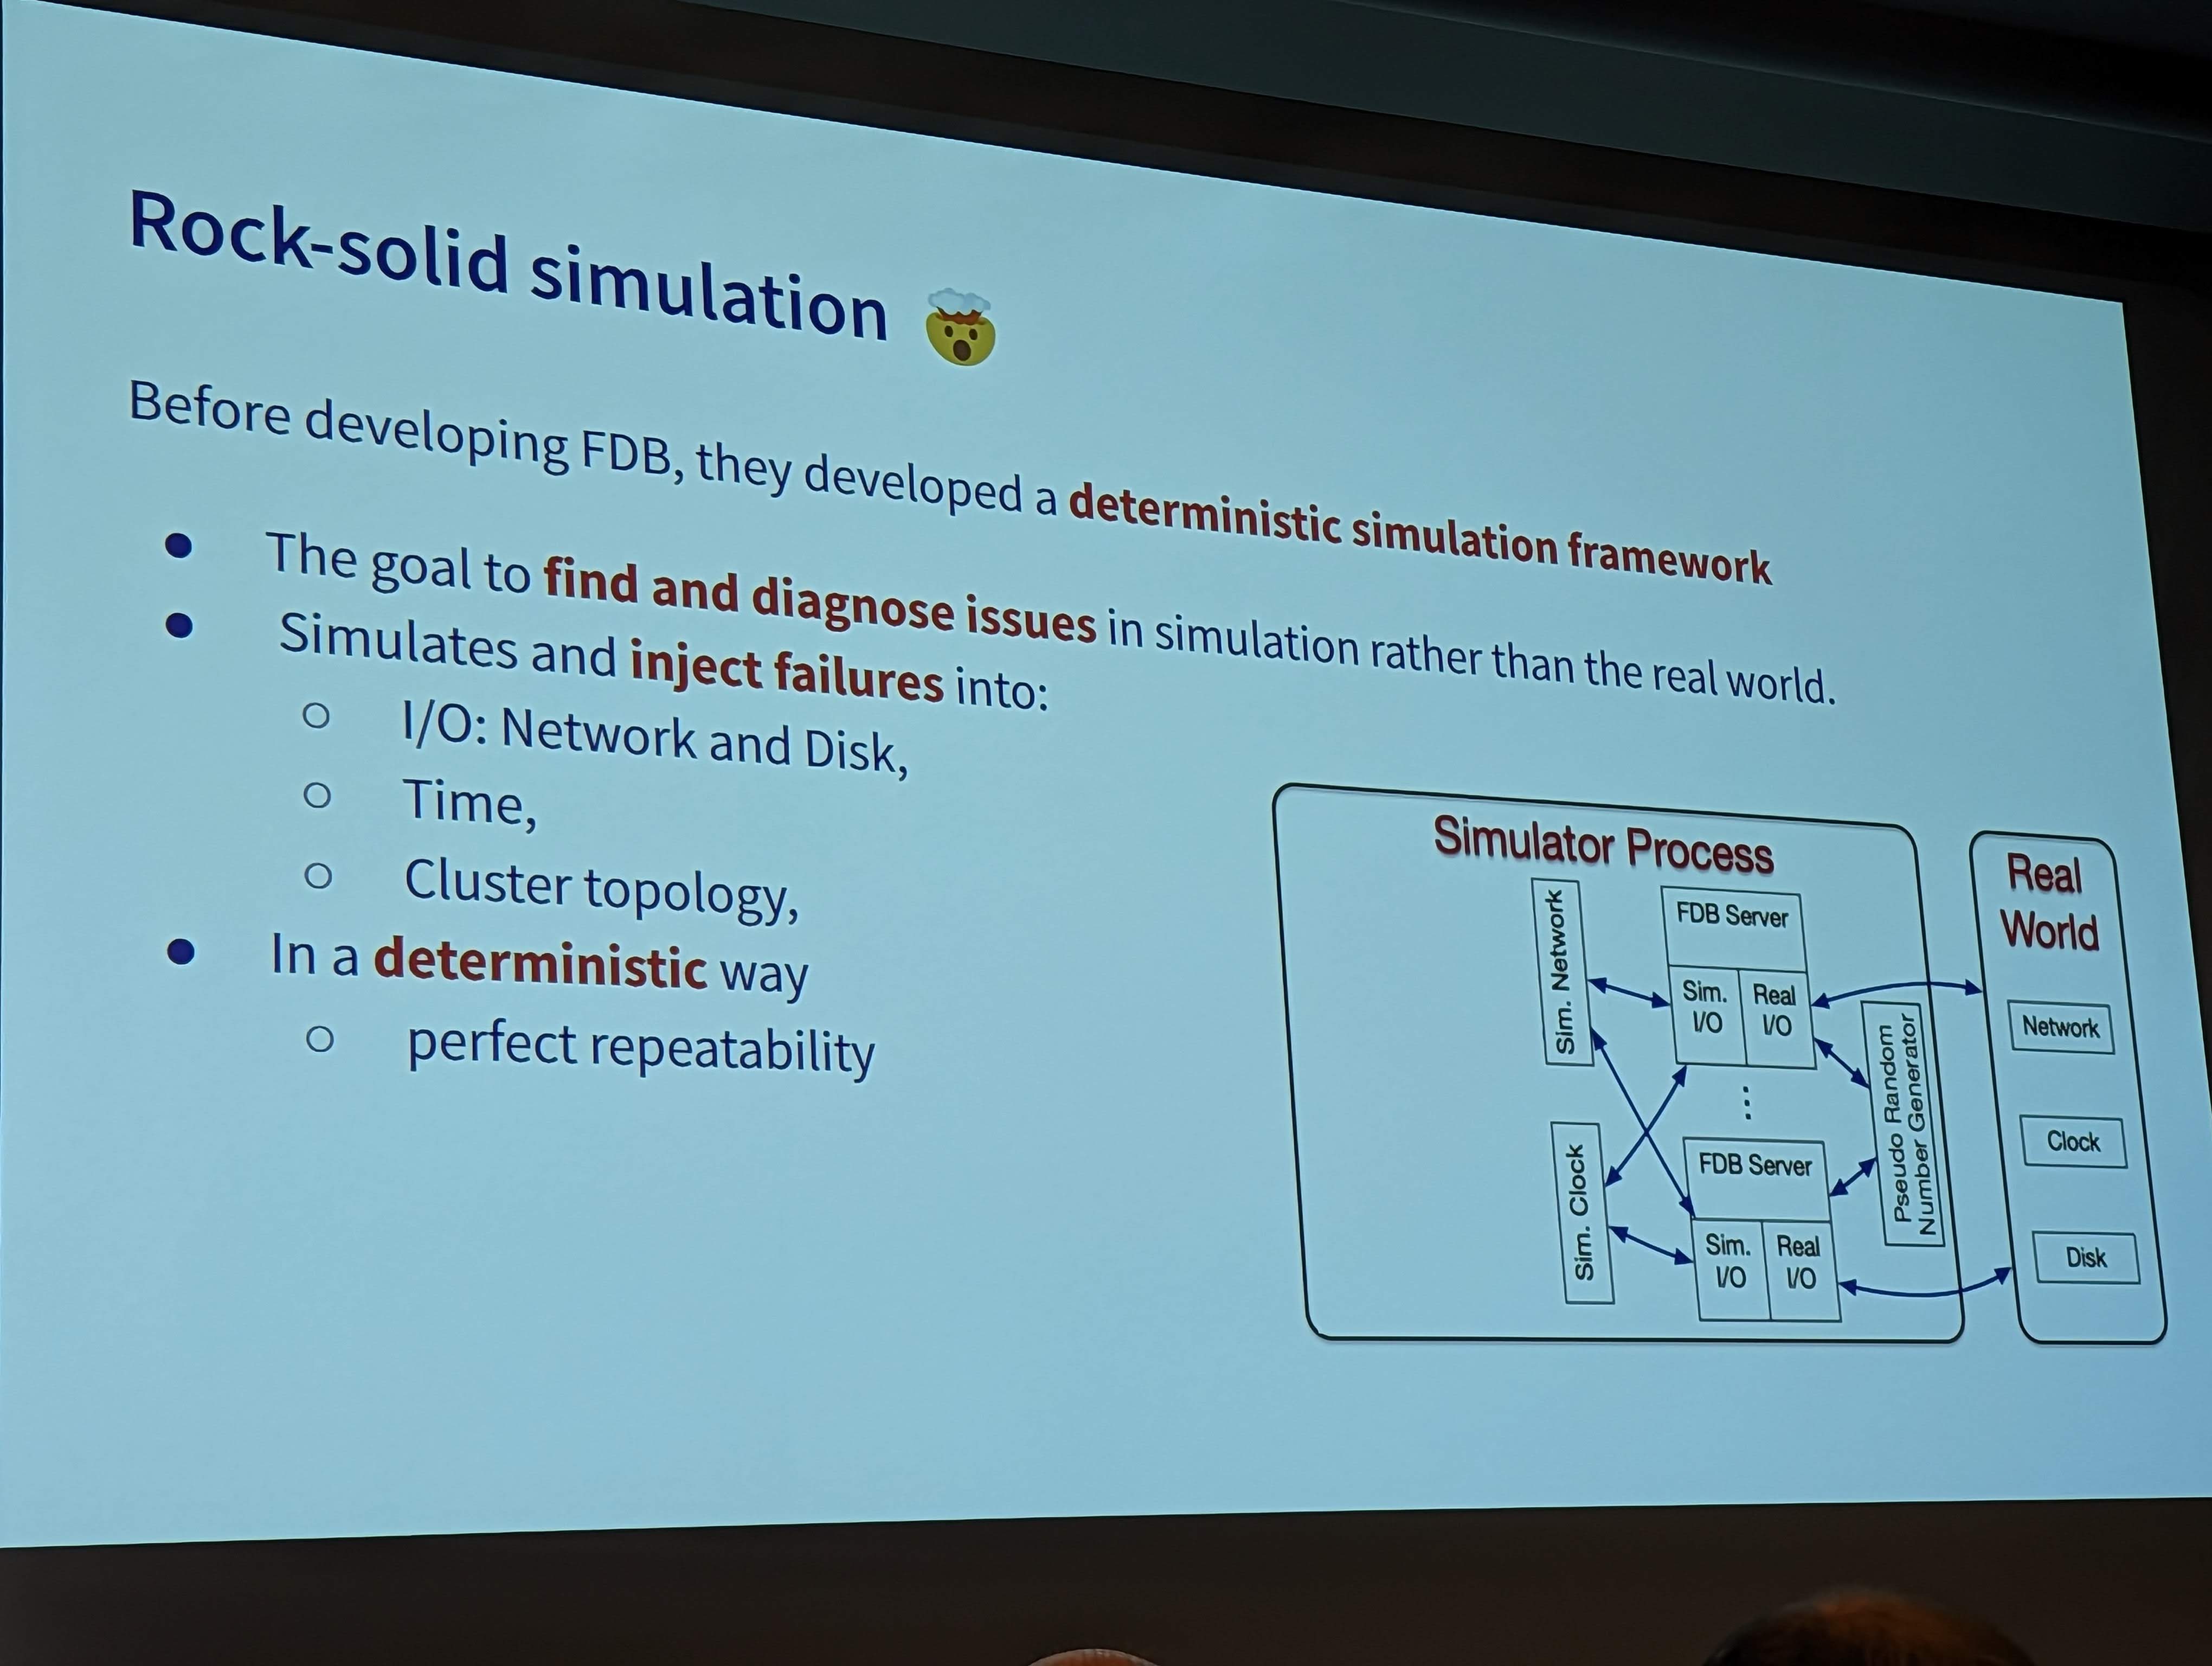 Rock-solid simulation 🤯
Before developing FDB, they developed a deterministic simulation framework
● The goal to find and diagnose issues in simulation rather than the real world.
● Simulates and inject failures into:
○ I/O: Network and Disk,
○ Time,
○ Cluster topology,
● In a deterministic way
○ perfect repeatability
Simulator Process
Sim. Network
FDB Server
Sim.
I/O
Real
I/O
⋮
Sim. Clock
FDB Server
Sim.
I/O
Real
I/O
Pseudo Random
Number Generator
Real
World
Network
Clock
Disk